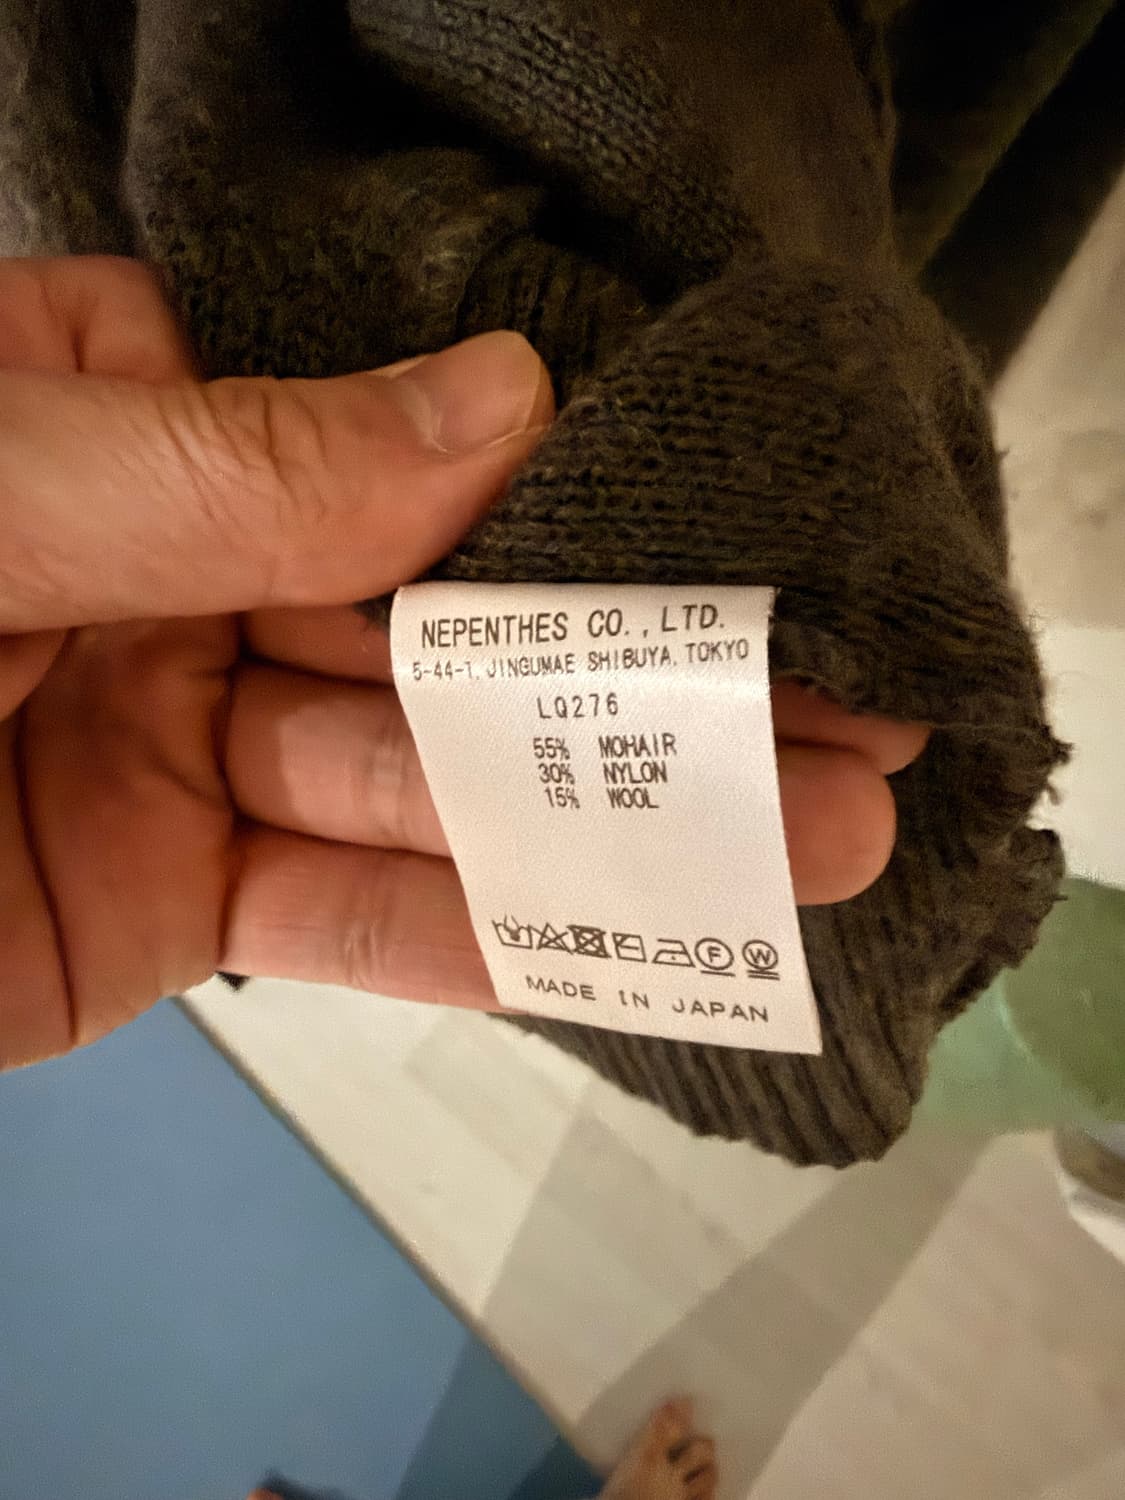 NEPENTHES CO., LTD.
5-44-1, JINGUMAE SHIBUYA, TOKYO
LQ276
55% MOHAIR
30% NYLON
15% WOOL
F W
MADE IN JAPAN